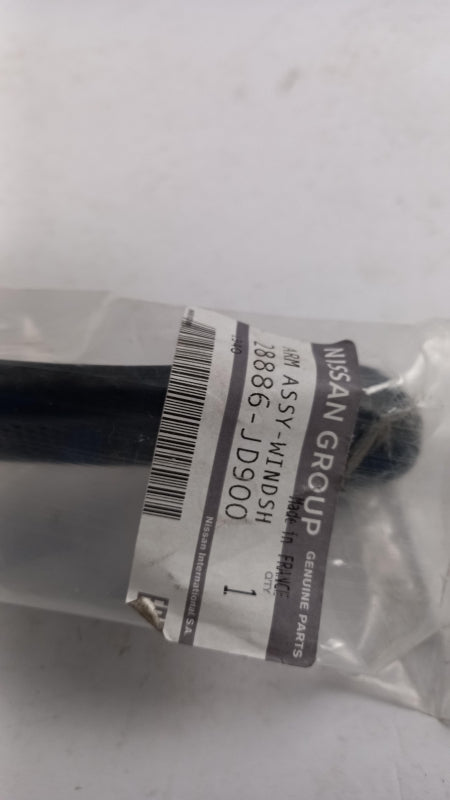 NISSAN GROUP GENUINE PARTS
Made in FRANCE
ARM ASSY-WINDSH
QTY
28886-JD900 1
Nissan International S.A.